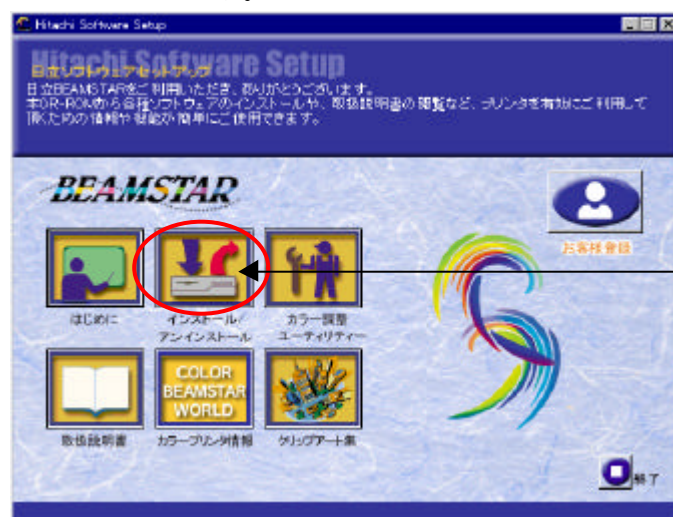 Hitachi Software Setup
Hitachi Software Setup
日立ソフトウェアセットアップ
日立BEAMSTARをご利用いただき、ありがとうございます。
本CD-ROMから各種ソフトウェアのインストールや、取扱説明書の閲覧など、プリンタを有効にご利用して
頂くための情報や機能が簡単にご使用できます。
BEAMSTAR
お客様登録
はじめに
インストール/
アンインストール
カラー調整
ユーティリティー
COLOR
BEAMSTAR
WORLD
取扱説明書
カラープリンタ情報
クリップアート集
終了